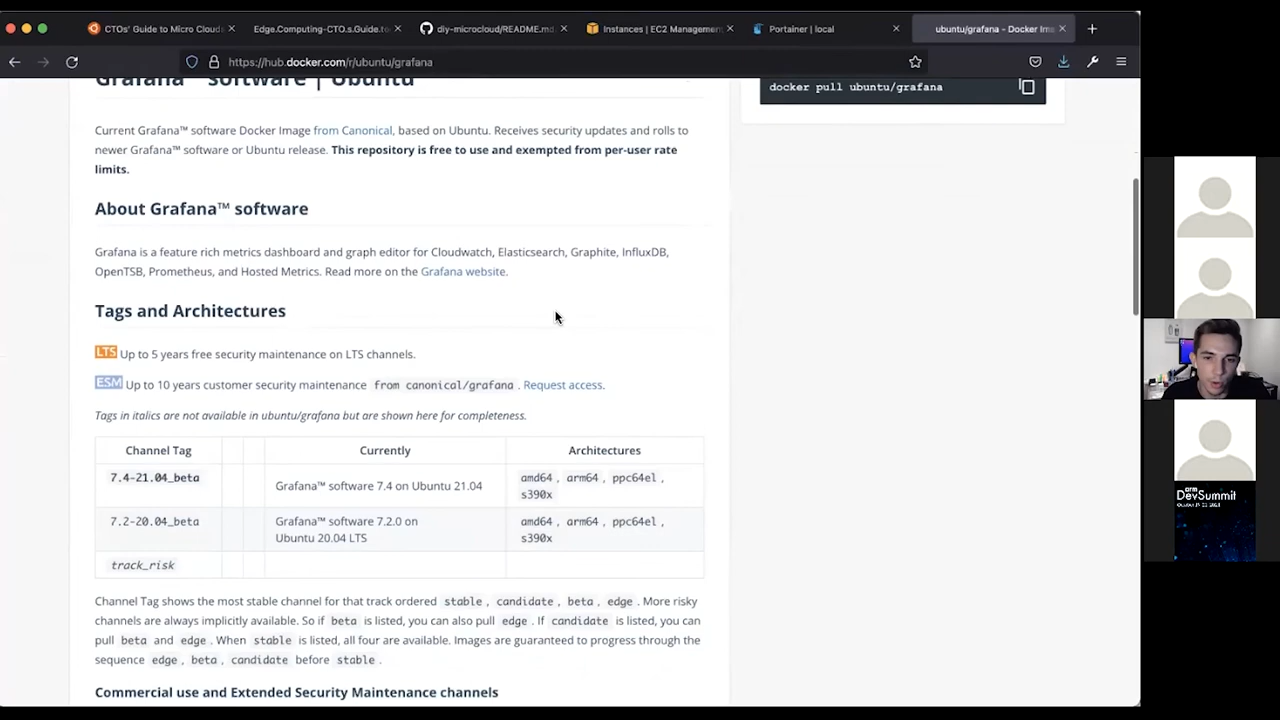 CTOs' Guide to Micro Clouds
Edge.Computing-CTO.s.Guide.to
diy-microcloud/README.md
Instances | EC2 Management
Portainer | local
ubuntu/grafana - Docker Ima
https://hub.docker.com/r/ubuntu/grafana
Grafana™ software | Ubuntu
docker pull ubuntu/grafana
Current Grafana™ software Docker Image from Canonical, based on Ubuntu. Receives security updates and rolls to
newer Grafana™ software or Ubuntu release. This repository is free to use and exempted from per-user rate
limits.
About Grafana™ software
Grafana is a feature rich metrics dashboard and graph editor for Cloudwatch, Elasticsearch, Graphite, InfluxDB,
OpenTSB, Prometheus, and Hosted Metrics. Read more on the Grafana website.
Tags and Architectures
LTS Up to 5 years free security maintenance on LTS channels.
ESM Up to 10 years customer security maintenance from canonical/grafana . Request access.
Tags in italics are not available in ubuntu/grafana but are shown here for completeness.
Channel Tag Currently Architectures
7.4-21.04_beta Grafana™ software 7.4 on Ubuntu 21.04 amd64 , arm64 , ppc64el ,
s390x
7.2-20.04_beta Grafana™ software 7.2.0 on amd64 , arm64 , ppc64el ,
Ubuntu 20.04 LTS s390x
track_risk
Channel Tag shows the most stable channel for that track ordered stable , candidate , beta , edge . More risky
channels are always implicitly available. So if beta is listed, you can also pull edge . If candidate is listed, you can
pull beta and edge . When stable is listed, all four are available. Images are guaranteed to progress through the
sequence edge , beta , candidate before stable .
Commercial use and Extended Security Maintenance channels
arm
DevSummit